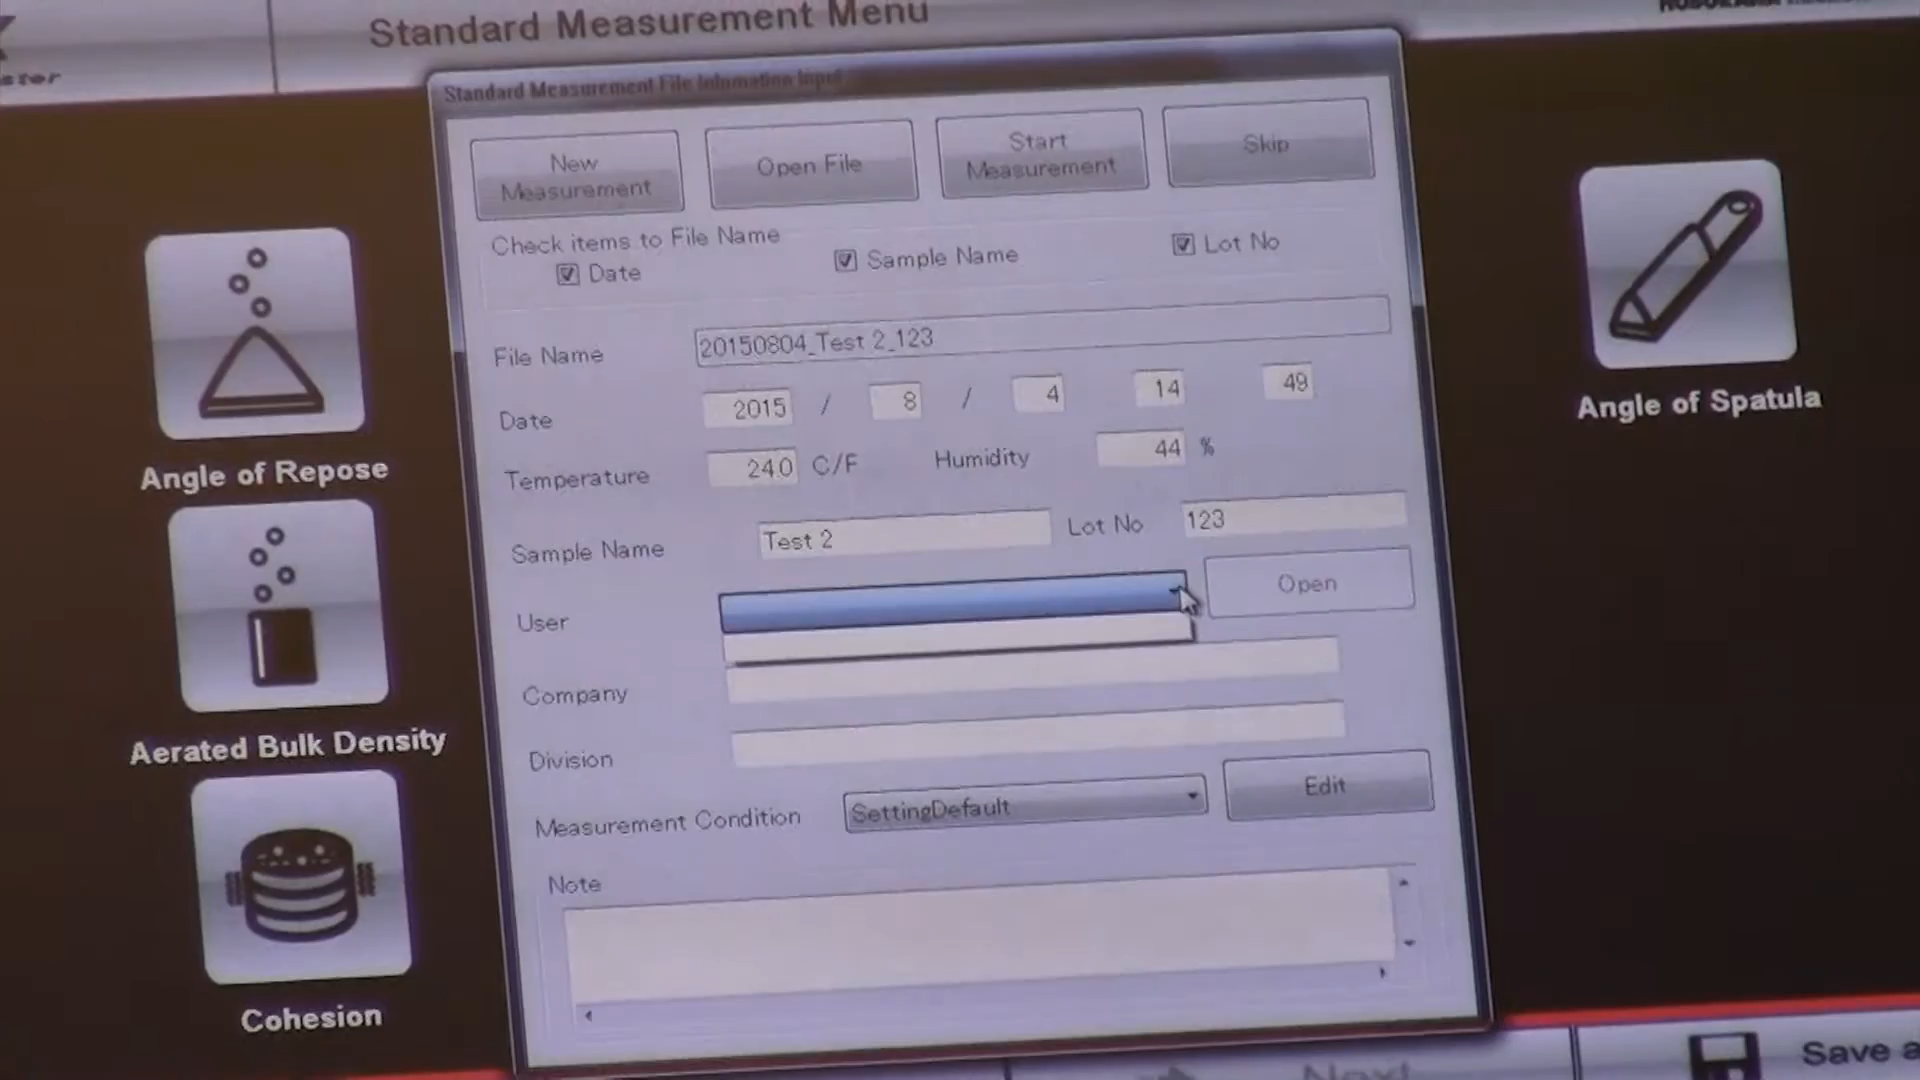 Standard Measurement Menu
Standard Measurement File Infomation Input
New Measurement
Open File
Start Measurement
Skip
Check items to File Name
Date
Sample Name
Lot No
File Name
20150804_Test 2_123
Date
2015 / 8 / 4 14 49
Temperature
24.0 C/F
Humidity
44 %
Sample Name
Test 2
Lot No
123
User
Open
Company
Division
Measurement Condition
SettingDefault
Edit
Note
Angle of Repose
Aerated Bulk Density
Cohesion
Angle of Spatula
Next
Save